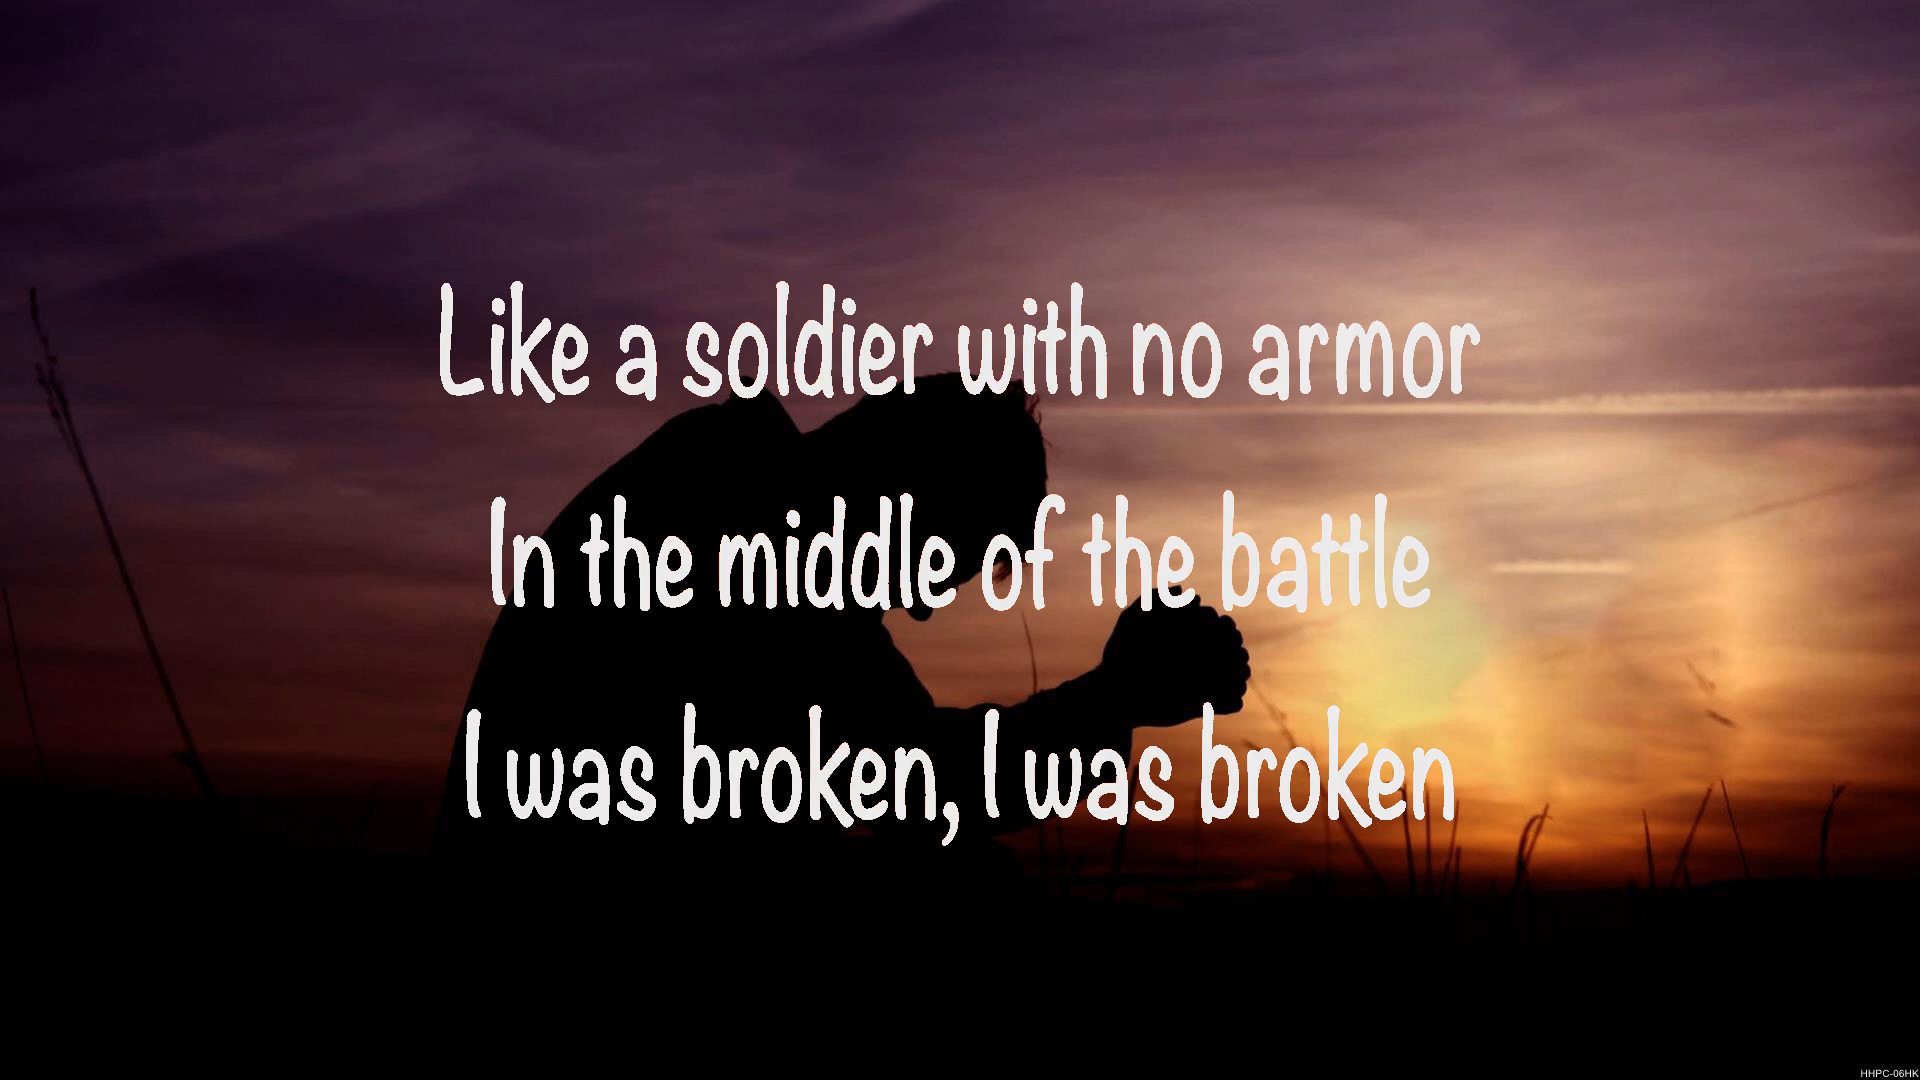 Like a soldier with no armor
In the middle of the battle
I was broken, I was broken
HHPC-06HK